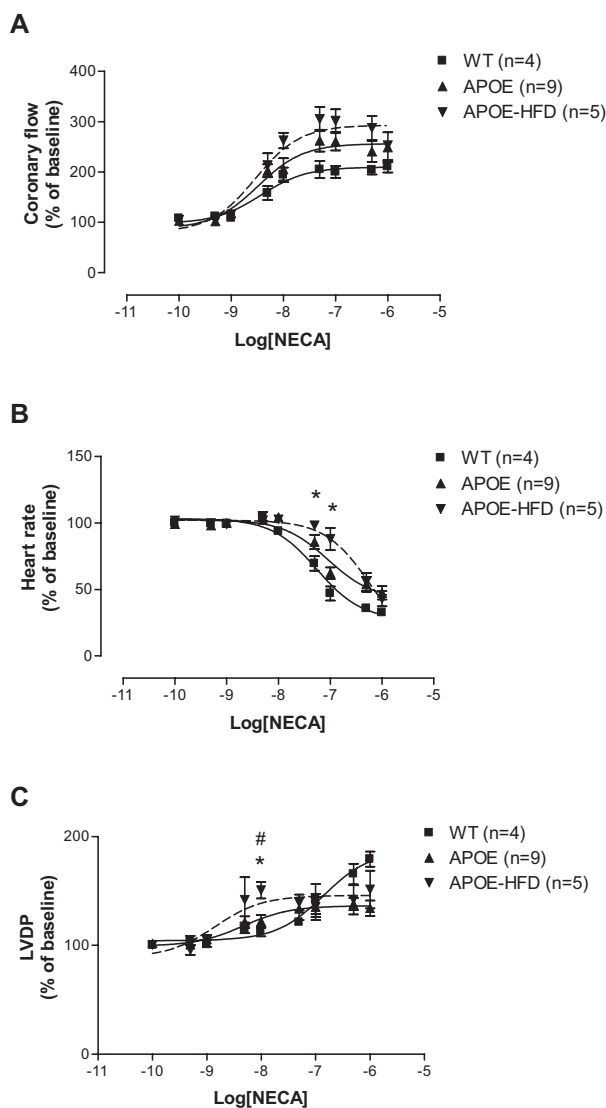 A
WT (n=4)
APOE (n=9)
APOE-HFD (n=5)
Coronary flow
(% of baseline)
400
300
200
100
0
-11 -10 -9 -8 -7 -6 -5
Log[NECA]
B
WT (n=4)
APOE (n=9)
APOE-HFD (n=5)
Heart rate
(% of baseline)
150
100
50
0
* *
-11 -10 -9 -8 -7 -6 -5
Log[NECA]
C
WT (n=4)
APOE (n=9)
APOE-HFD (n=5)
LVDP
(% of baseline)
200
100
0
#
*
-11 -10 -9 -8 -7 -6 -5
Log[NECA]